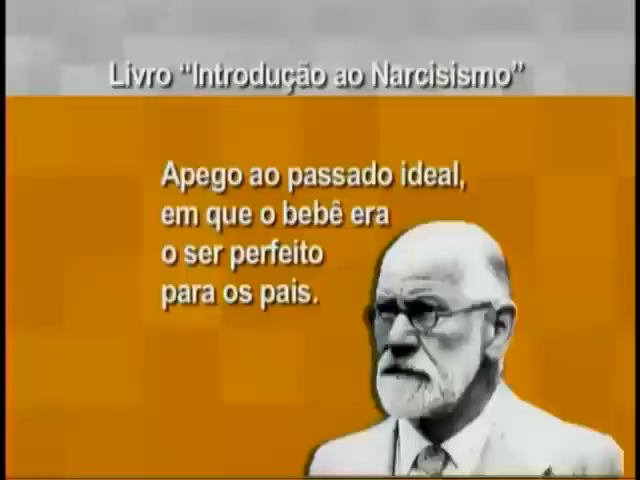 Livro “Introdução ao Narcisismo”
Apego ao passado ideal,
em que o bebê era
o ser perfeito
para os pais.